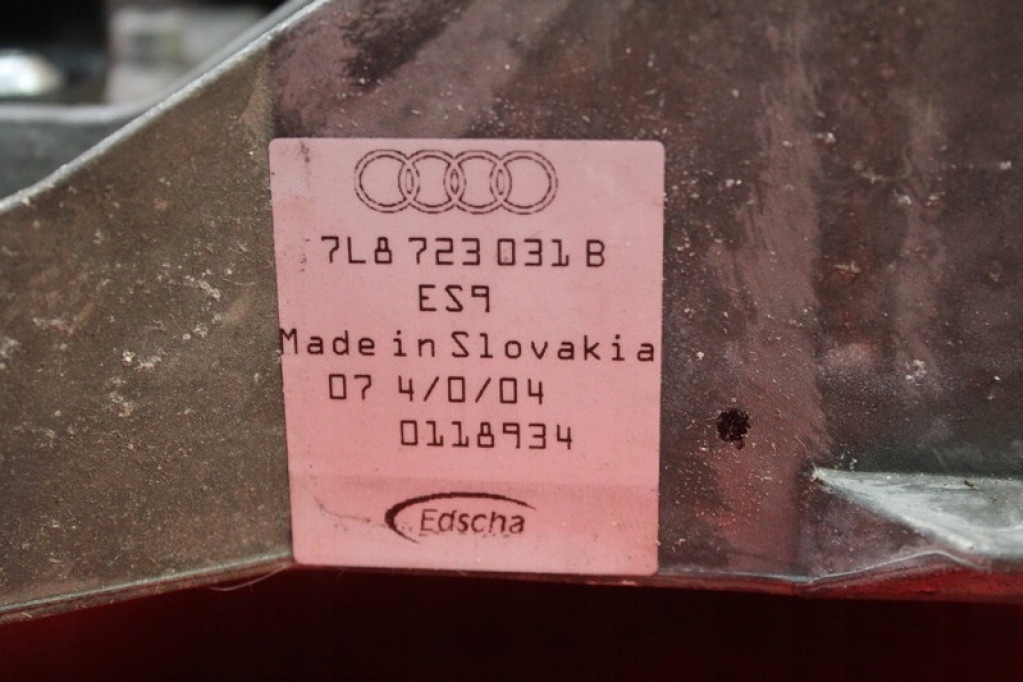 7L8 723 031 B
ES9
Made in Slovakia
07 4/0/04
0118934
Edscha